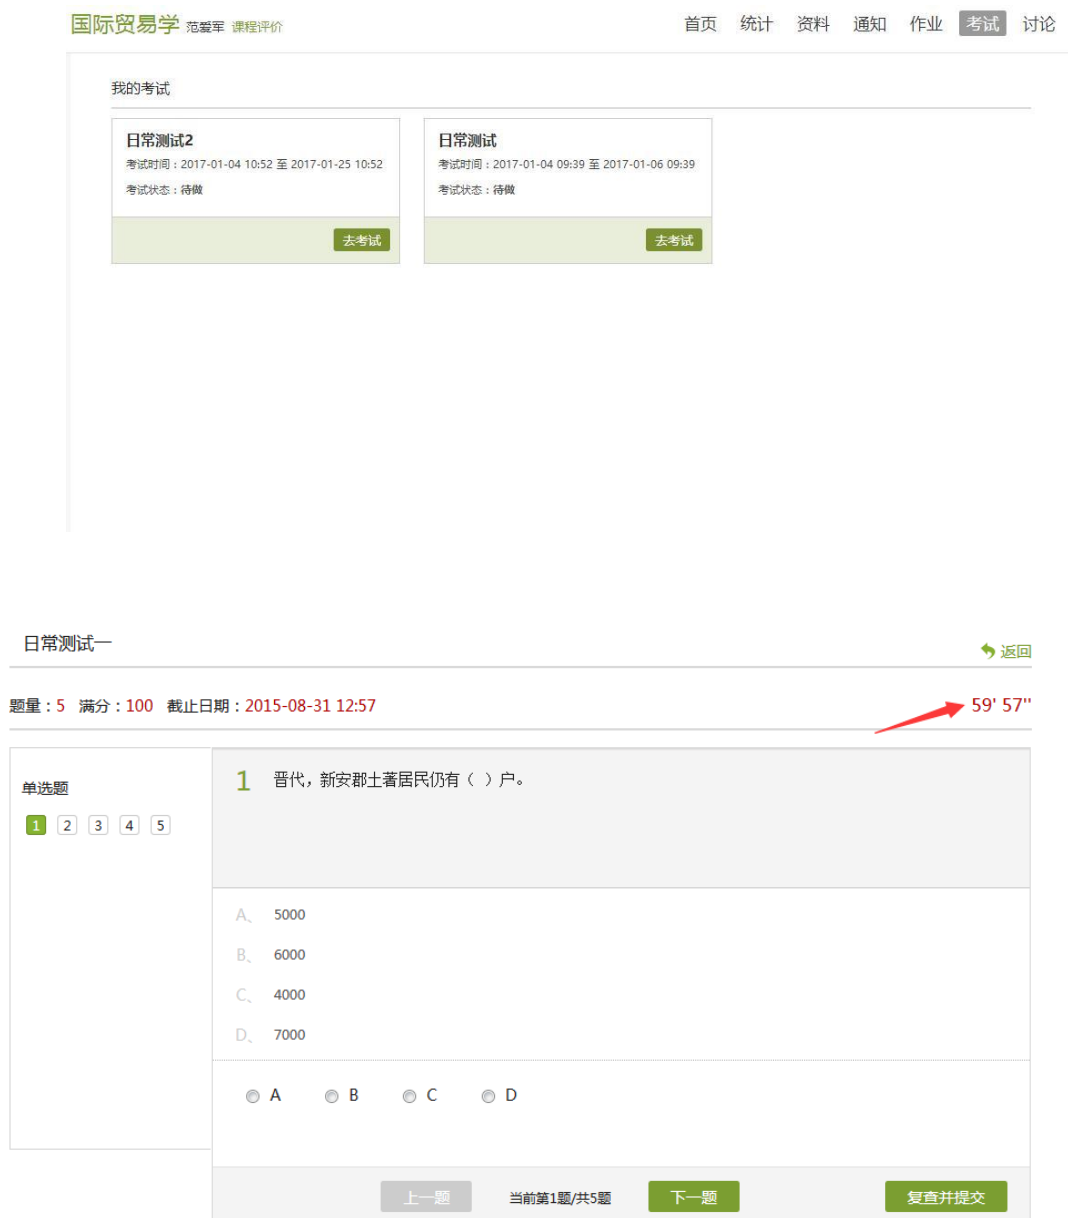 国际贸易学 范爱军 课程评价 首页 统计 资料 通知 作业 考试 讨论
我的考试
日常测试2
考试时间：2017-01-04 10:52 至 2017-01-25 10:52
考试状态：待做
去考试
日常测试
考试时间：2017-01-04 09:39 至 2017-01-06 09:39
考试状态：待做
去考试
日常测试一
返回
题量：5 满分：100 截止日期：2015-08-31 12:57
59' 57''
单选题
1 2 3 4 5
1 晋代，新安郡土著居民仍有（ ）户。
A、 5000
B、 6000
C、 4000
D、 7000
A B C D
上一题 当前第1题/共5题 下一题 复查并提交